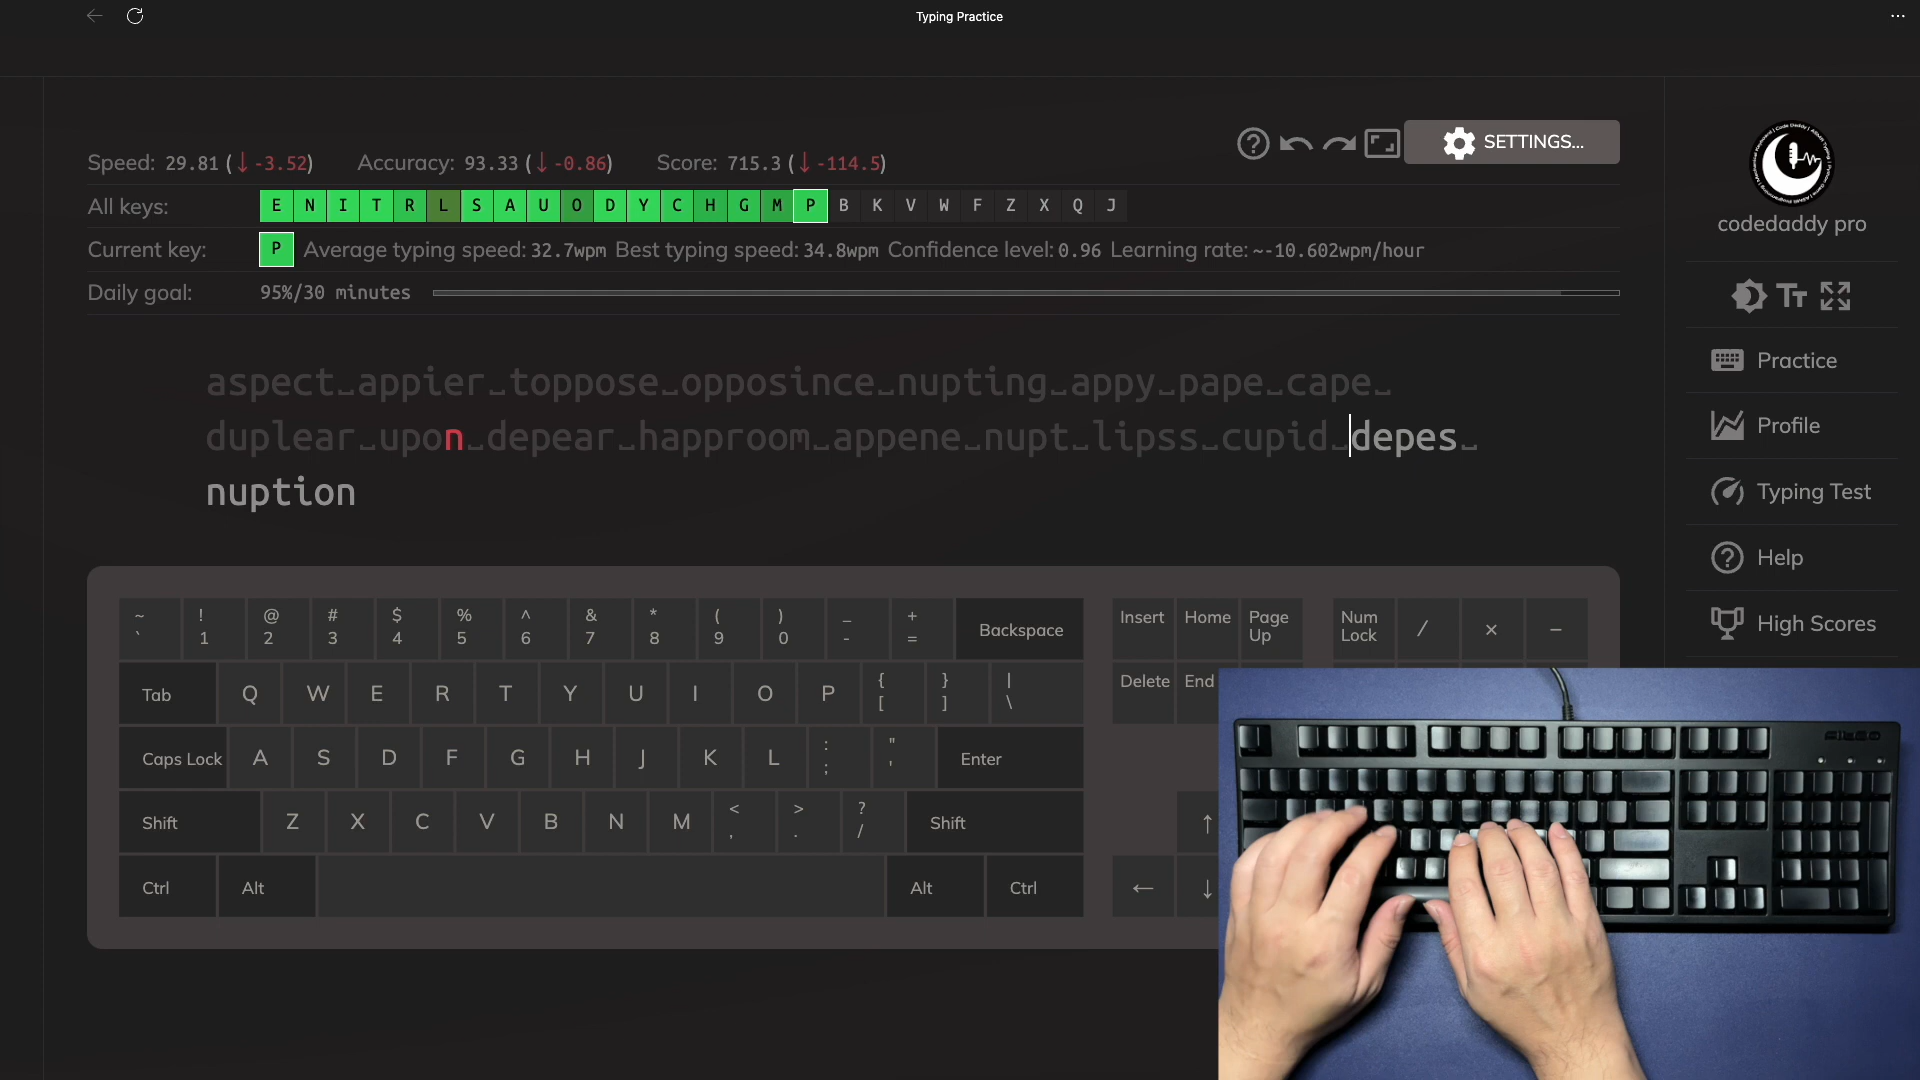 Typing Practice
...
SETTINGS...
Speed: 29.81 (↓-3.52) Accuracy: 93.33 (↓-0.86) Score: 715.3 (↓-114.5)
All keys: E N I T R L S A U O D Y C H G M P B K V W F Z X Q J
Current key: P Average typing speed: 32.7wpm Best typing speed: 34.8wpm Confidence level: 0.96 Learning rate: ~-10.602wpm/hour
Daily goal: 95%/30 minutes
aspect␣appier␣toppose␣opposince␣nupting␣appy␣pape␣cape␣
duplear␣upon␣depear␣happroom␣appene␣nupt␣lipss␣cupid␣depes␣
nuption
~ ! @ # $ % ^ & * ( ) _ +
` 1 2 3 4 5 6 7 8 9 0 - = Backspace
Insert Home Page Up Num Lock / × −
Tab Q W E R T Y U I O P { [ } ] | \
Delete End
Caps Lock A S D F G H J K L : ; " ' Enter
Shift Z X C V B N M < , > . ? / Shift
↑
Ctrl Alt Alt Ctrl
← ↓
codedaddy pro
Tт
Practice
Profile
Typing Test
Help
High Scores